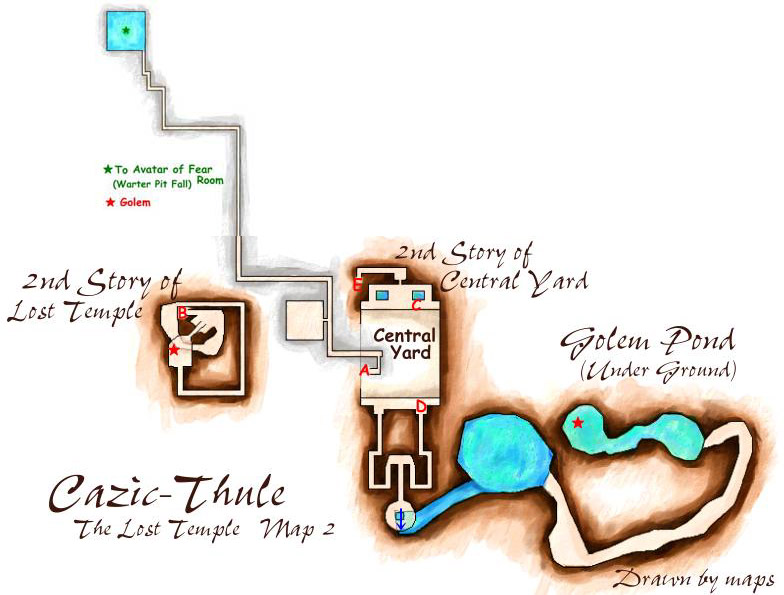 To Avatar of Fear
(Warter Pit Fall) Room
Golem
2nd Story of
Lost Temple
B
2nd Story of
Central Yard
E
C
Central
Yard
A
D
Golem Pond
(Under Ground)
Cazic-Thule
The Lost Temple Map 2
Drawn by maps